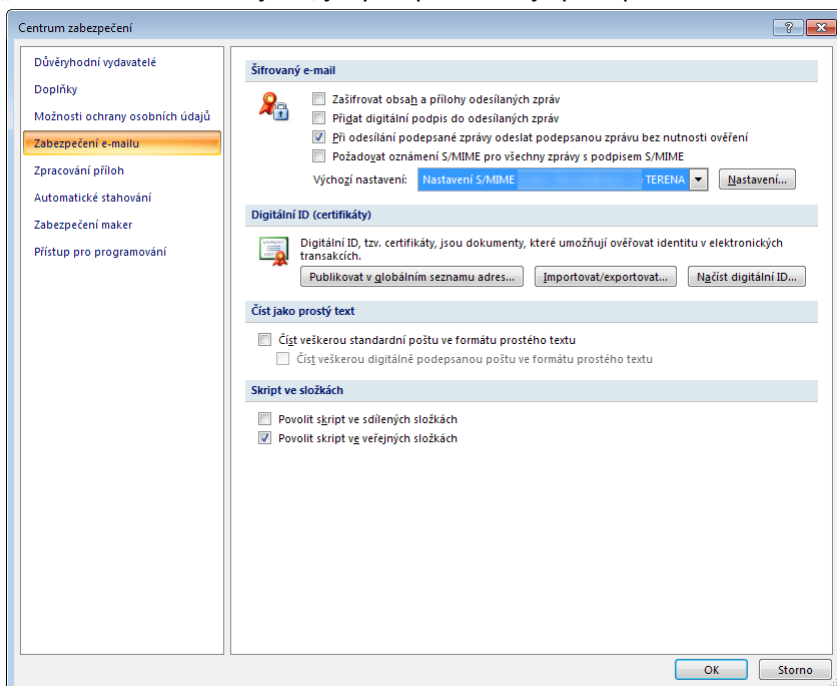 Centrum zabezpečení
Důvěryhodní vydavatelé
Doplňky
Možnosti ochrany osobních údajů
Zabezpečení e-mailu
Zpracování příloh
Automatické stahování
Zabezpečení maker
Přístup pro programování
Šifrovaný e-mail
Zašifrovat obsah a přílohy odesílaných zpráv
Přidat digitální podpis do odesílaných zpráv
Při odesílání podepsané zprávy odeslat podepsanou zprávu bez nutnosti ověření
Požadovat oznámení S/MIME pro všechny zprávy s podpisem S/MIME
Výchozí nastavení: Nastavení S/MIME TERENA Nastavení...
Digitální ID (certifikáty)
Digitální ID, tzv. certifikáty, jsou dokumenty, které umožňují ověřovat identitu v elektronických
transakcích.
Publikovat v globálním seznamu adres... Importovat/exportovat... Načíst digitální ID...
Číst jako prostý text
Číst veškerou standardní poštu ve formátu prostého textu
Číst veškerou digitálně podepsanou poštu ve formátu prostého textu
Skript ve složkách
Povolit skript ve sdílených složkách
Povolit skript ve veřejných složkách
OK Storno